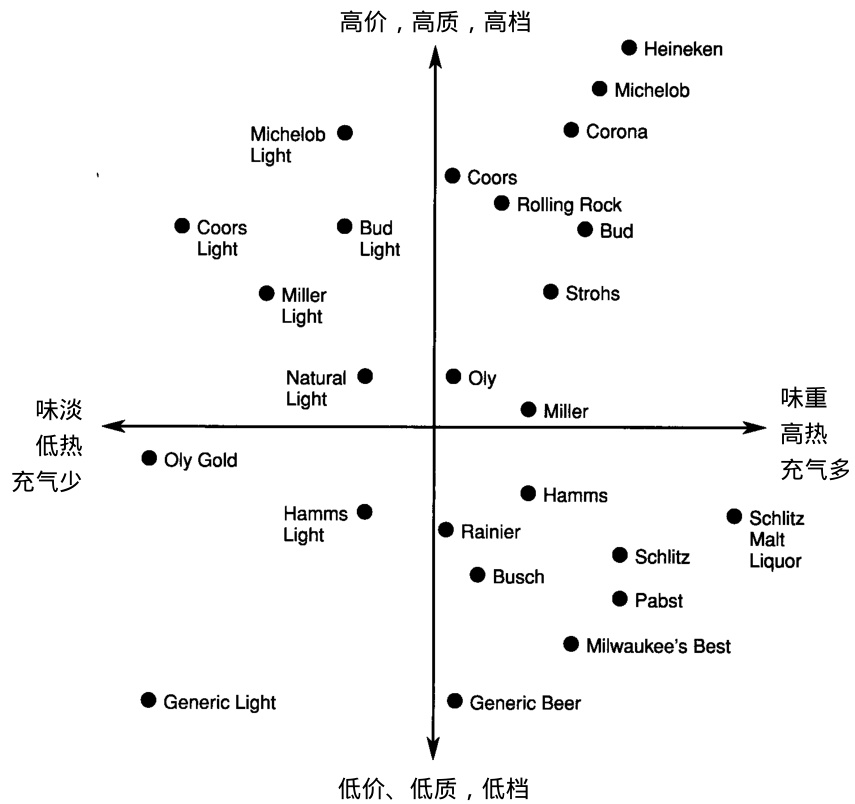 高价，高质，高档
Heineken
Michelob
Michelob
Light
Corona
Coors
Rolling Rock
Coors
Light
Bud
Light
Bud
Miller
Light
Strohs
Natural
Light
Oly
Miller
味淡
低热
充气少
味重
高热
充气多
Oly Gold
Hamms
Hamms
Light
Schlitz
Malt
Liquor
Rainier
Schlitz
Busch
Pabst
Milwaukee's Best
Generic Light
Generic Beer
低价、低质，低档